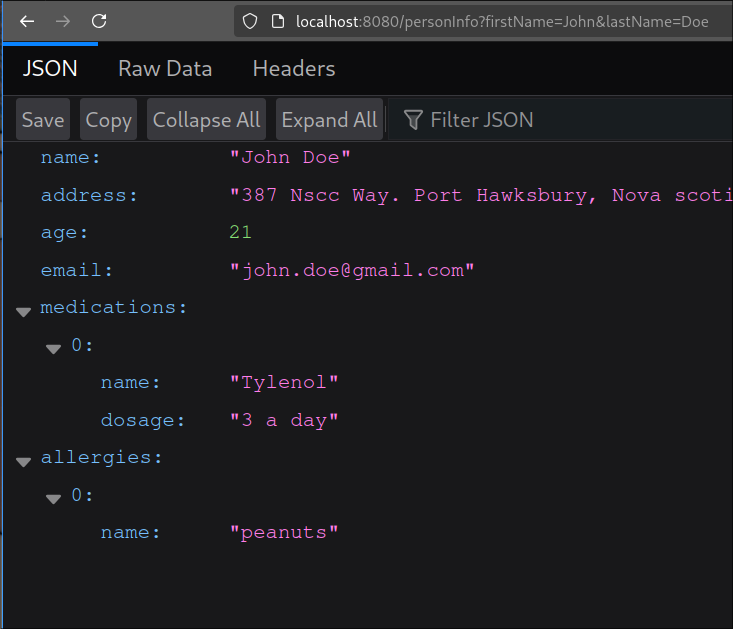 localhost:8080/personInfo?firstName=John&lastName=Doe
JSON Raw Data Headers
Save Copy Collapse All Expand All Filter JSON
name: "John Doe"
address: "387 Nscc Way. Port Hawksbury, Nova scoti
age: 21
email: "john.doe@gmail.com"
medications:
0:
name: "Tylenol"
dosage: "3 a day"
allergies:
0:
name: "peanuts"